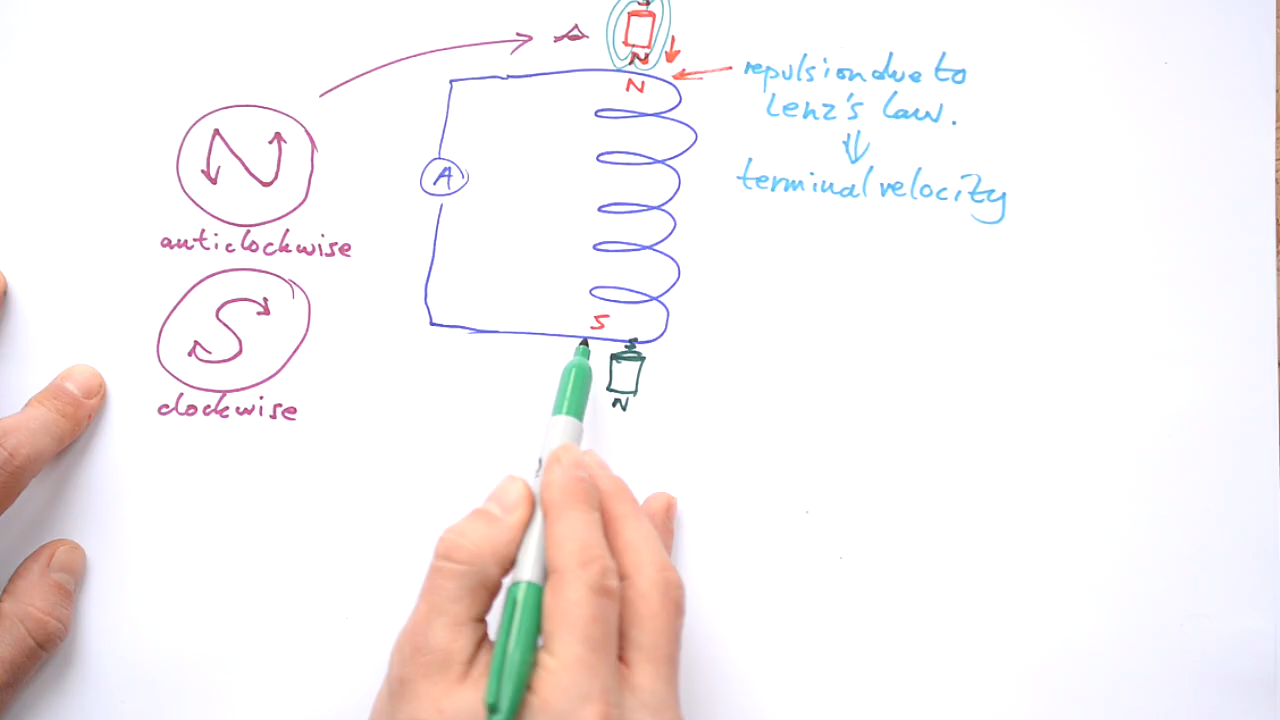 N
N
repulsion due to
Lenz's law.
⇓
terminal velocity
A
N
anticlockwise
S
S
S
N
clockwise